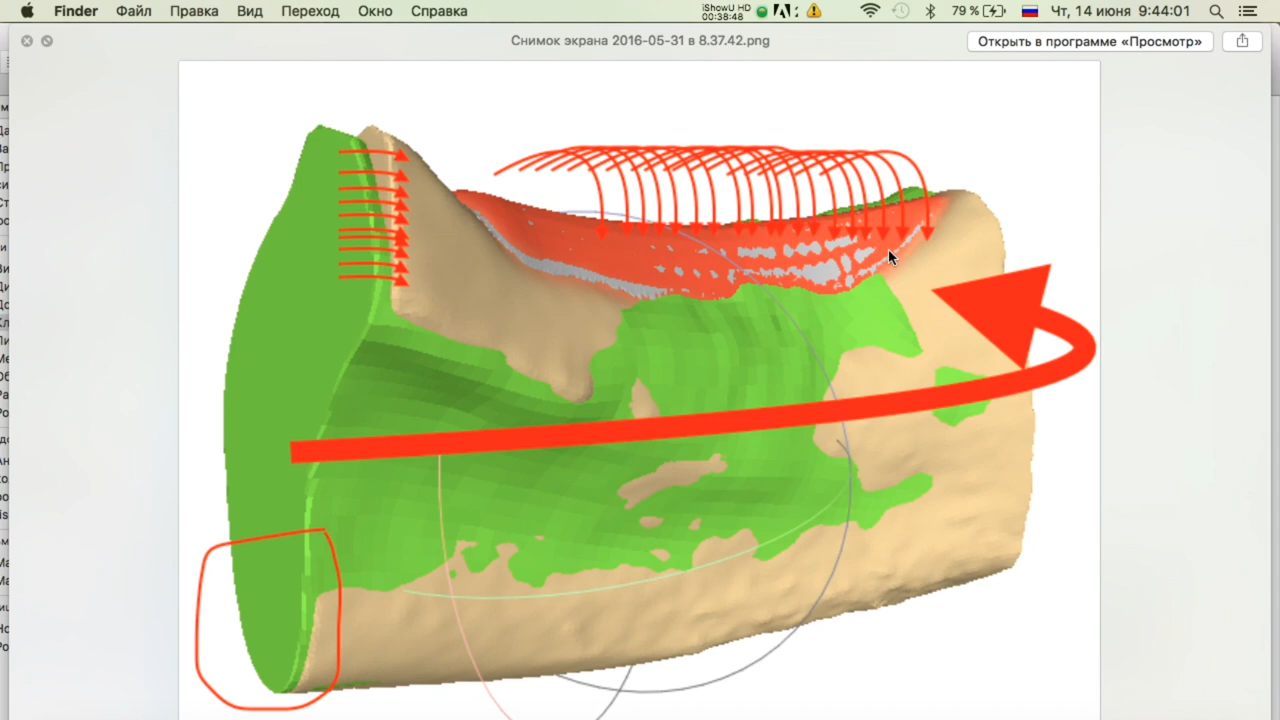 Finder Файл Правка Вид Переход Окно Справка iShowU HD 00:38:48 79 % Чт, 14 июня 9:44:01
Снимок экрана 2016-05-31 в 8.37.42.png
Открыть в программе «Просмотр»